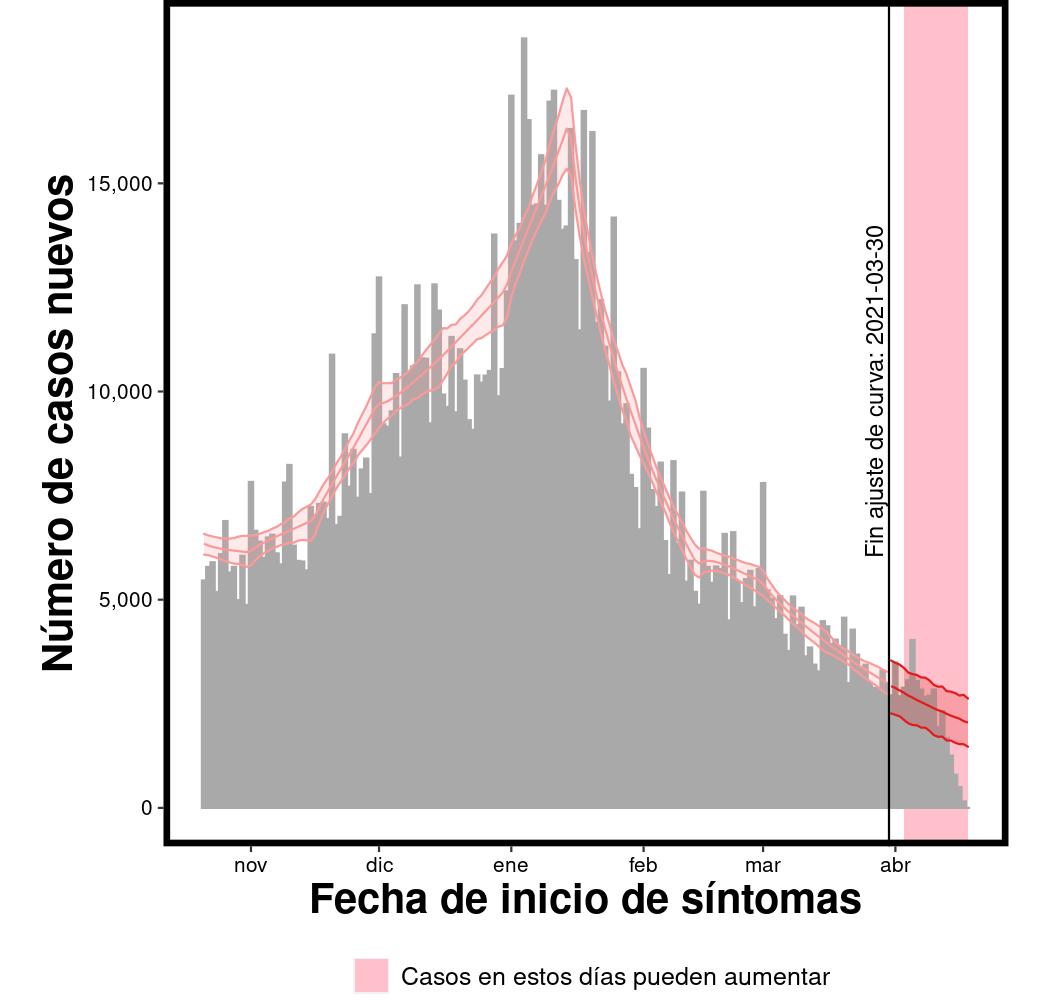 Número de casos nuevos
15,000
10,000
5,000
0
Fin ajuste de curva: 2021-03-30
nov dic ene feb mar abr
Fecha de inicio de síntomas
Casos en estos días pueden aumentar